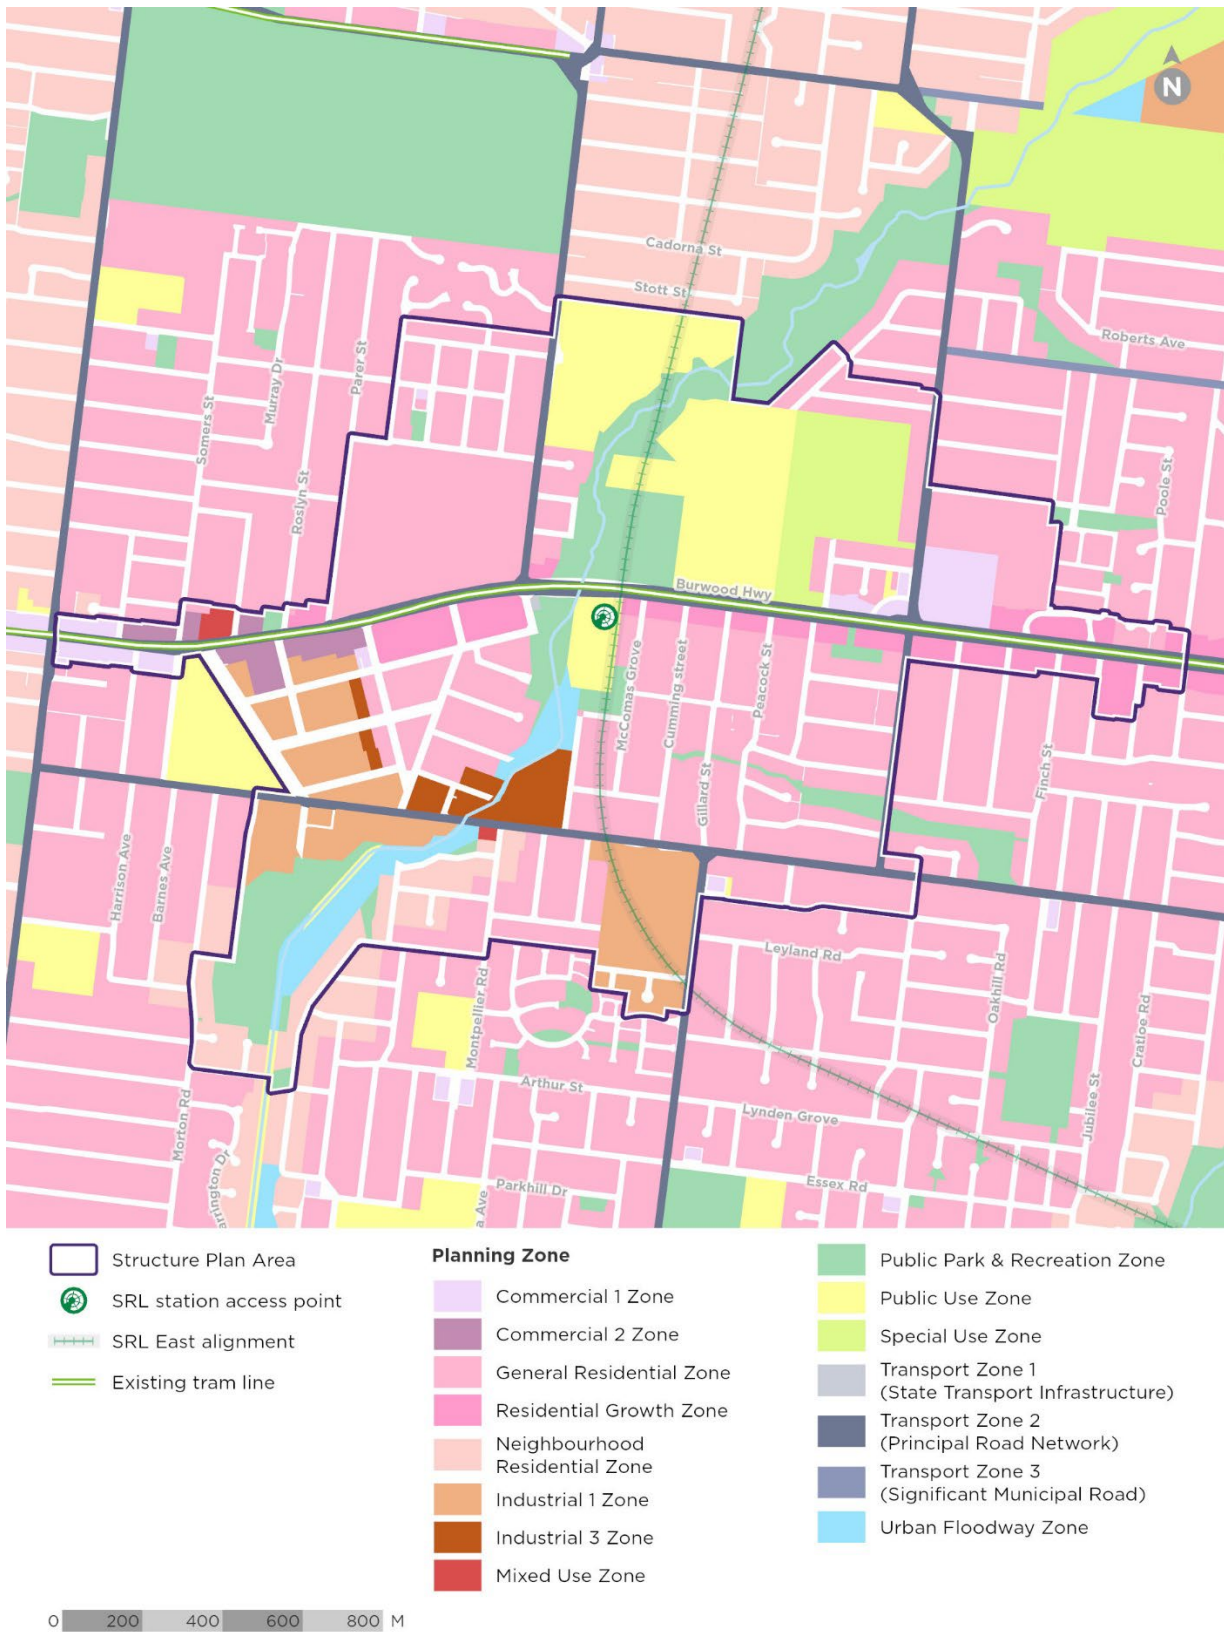 N
Cadorna St
Stott St
Roberts Ave
Somers St
Murray Dr
Parer St
Roslyn St
Poole St
Burwood Hwy
McComas Grove
Cumming street
Peacock St
Gillard St
Finch St
Harrison Ave
Barnes Ave
Leyland Rd
Oakhill Rd
Cratloe Rd
Montpellier Rd
Arthur St
Lynden Grove
Jubilee St
Morton Rd
arrington Dr
Parkhill Dr
a Ave
Essex Rd
Structure Plan Area
SRL station access point
SRL East alignment
Existing tram line
0 200 400 600 800 M
Planning Zone
Commercial 1 Zone
Commercial 2 Zone
General Residential Zone
Residential Growth Zone
Neighbourhood
Residential Zone
Industrial 1 Zone
Industrial 3 Zone
Mixed Use Zone
Public Park & Recreation Zone
Public Use Zone
Special Use Zone
Transport Zone 1
(State Transport Infrastructure)
Transport Zone 2
(Principal Road Network)
Transport Zone 3
(Significant Municipal Road)
Urban Floodway Zone